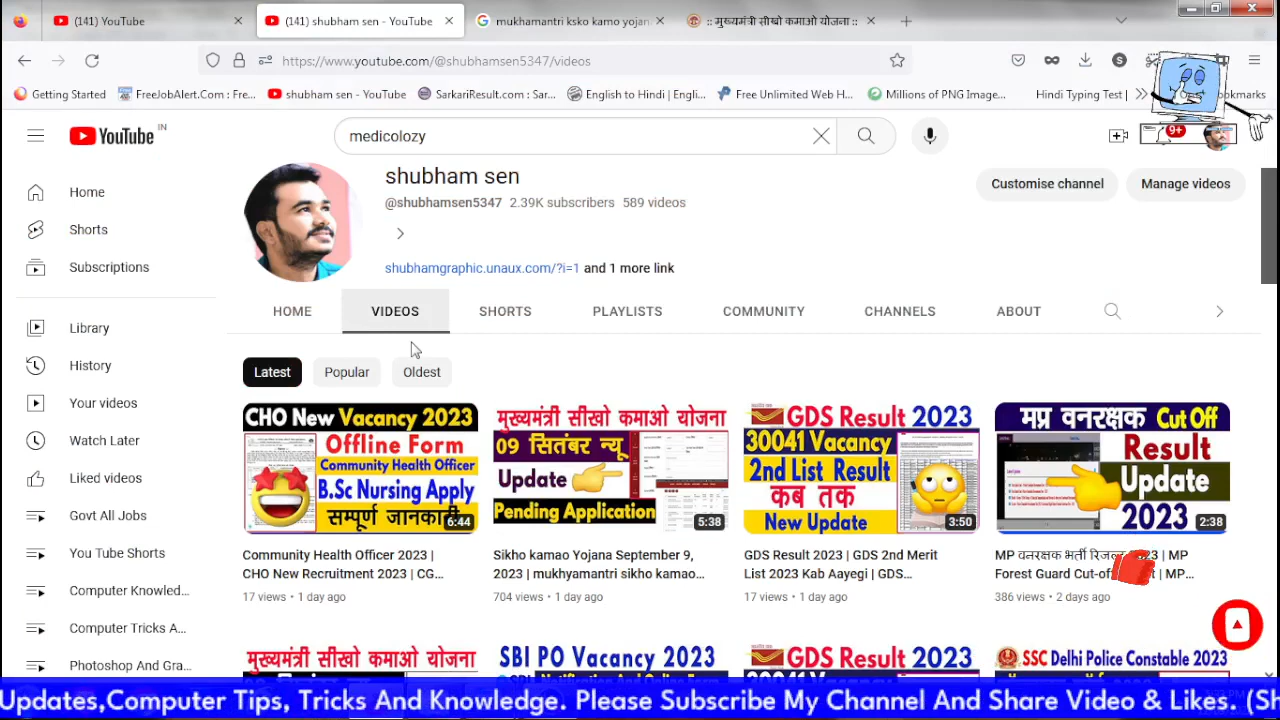 (141) YouTube
(141) shubham sen - YouTube
mukhamantri ksko kamo yojan
:: मुख्यमंत्री सीखो कमाओ योजना ::
https://www.youtube.com/@shubhamsen5347/videos
Getting Started
FreeJobAlert.Com : Fre...
shubham sen - YouTube
SarkariResult.com : Sar...
English to Hindi | Engli...
Free Unlimited Web H...
Millions of PNG Image...
Hindi Typing Test |
okmarks
YouTube IN
medicolozy
9+
shubham sen
@shubhamsen5347 2.39K subscribers 589 videos
shubhamgraphic.unaux.com/?i=1 and 1 more link
Customise channel
Manage videos
Home
Shorts
Subscriptions
Library
History
Your videos
Watch Later
Liked videos
Govt All Jobs
You Tube Shorts
Computer Knowled...
Computer Tricks A...
Photoshop And Gra...
HOME
VIDEOS
SHORTS
PLAYLISTS
COMMUNITY
CHANNELS
ABOUT
Latest
Popular
Oldest
CHO New Vacancy 2023
Offline Form
Community Health Officer
B.Sc Nursing Apply
सम्पूर्ण जानकारी
6:44
Community Health Officer 2023 |
CHO New Recruitment 2023 | CG...
17 views • 1 day ago
मुख्यमंत्री सीखो कमाओ योजना
09 सितंबर न्यू
Update
Pending Application
5:38
Sikho kamao Yojana September 9,
2023 | mukhyamantri sikho kamao...
704 views • 1 day ago
GDS Result 2023
30041 Vacancy
2nd List Result
कब तक
New Update
3:50
GDS Result 2023 | GDS 2nd Merit
List 2023 Kab Aayegi | GDS...
17 views • 1 day ago
मप्र वनरक्षक Cut Off
Result
Update
2023
2:38
MP वनरक्षक भर्ती रिजल्ट 2023 | MP
Forest Guard Cut-off | MP...
386 views • 2 days ago
मुख्यमंत्री सीखो कमाओ योजना
SBI PO Vacancy 2023
GDS Result 2023
30041 Vacancy
SSC Delhi Police Constable 2023
Updates,Computer Tips, Tricks And Knowledge. Please Subscribe My Channel And Share Video & Likes. (Sh